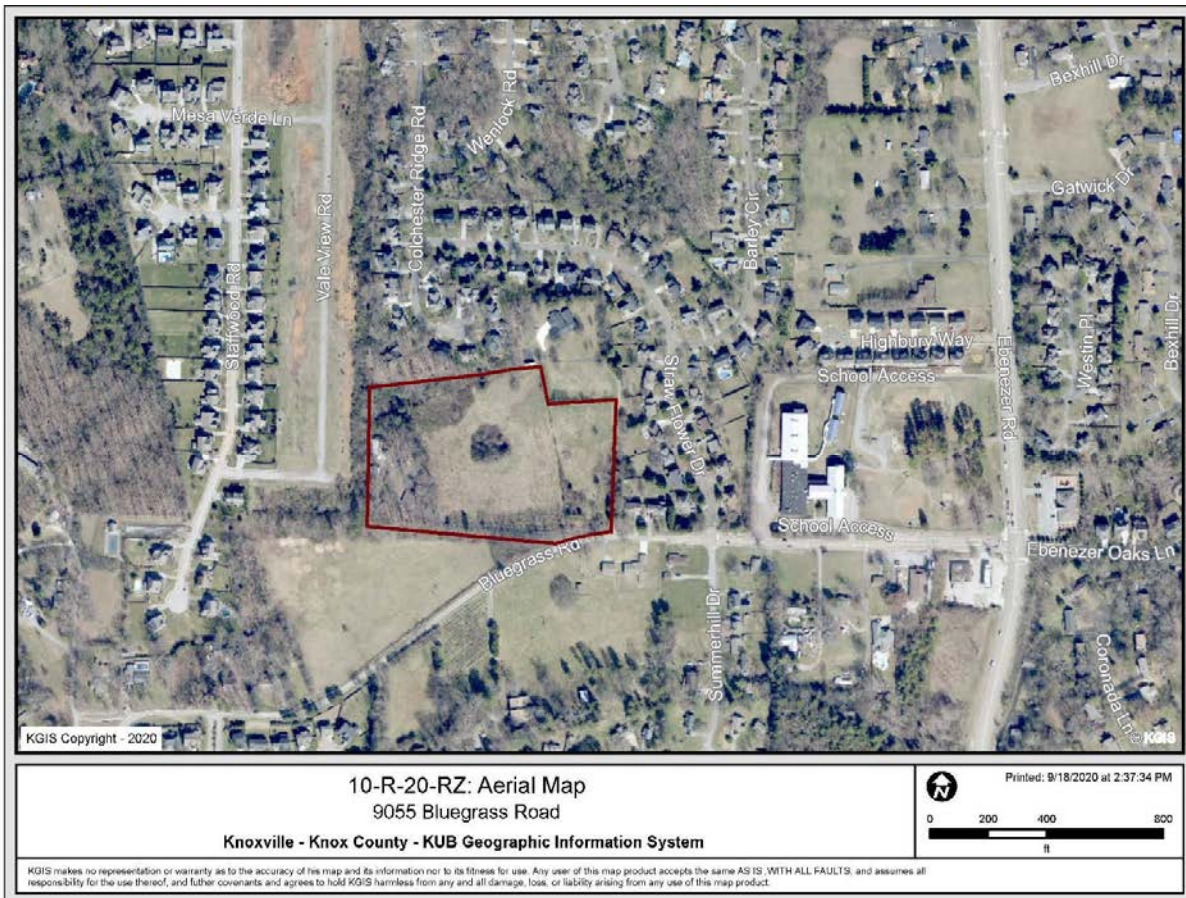 Bexhill Dr
Mesa Verde Ln
Wenlock Rd
Colchester Ridge Rd
Gatwick Dr
Barley Cir
Vale View Rd
Staffwood Rd
Highbury Way
School Access
Ebenezer Rd
Westin Pl
Bexhill Dr
Straw Flower Dr
School Access
Bluegrass Rd
Ebenezer Oaks Ln
Summerhill Dr
Coronada Ln
KGIS Copyright - 2020
© KGIS
10-R-20-RZ: Aerial Map
9055 Bluegrass Road
Knoxville - Knox County - KUB Geographic Information System
N
Printed: 9/18/2020 at 2:37:34 PM
0 200 400 800
ft
KGIS makes no representation or warranty as to the accuracy of his map and its information nor to its fitness for use. Any user of this map product accepts the same AS IS ,WITH ALL FAULTS, and assumes all
responsibility for the use thereof, and futher covenants and agrees to hold KGIS harmless from any and all damage, loss, or liability arising from any use of this map product.